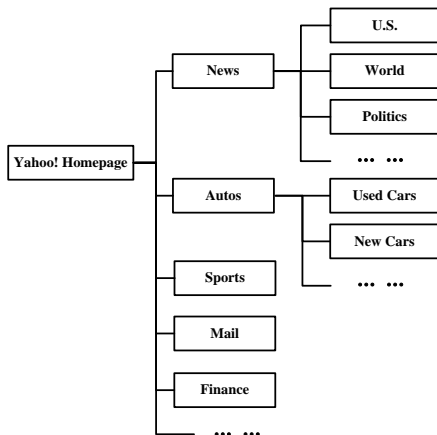 Yahoo! Homepage
News
U.S.
World
Politics
... ...
Autos
Used Cars
New Cars
... ...
Sports
Mail
Finance
... ...